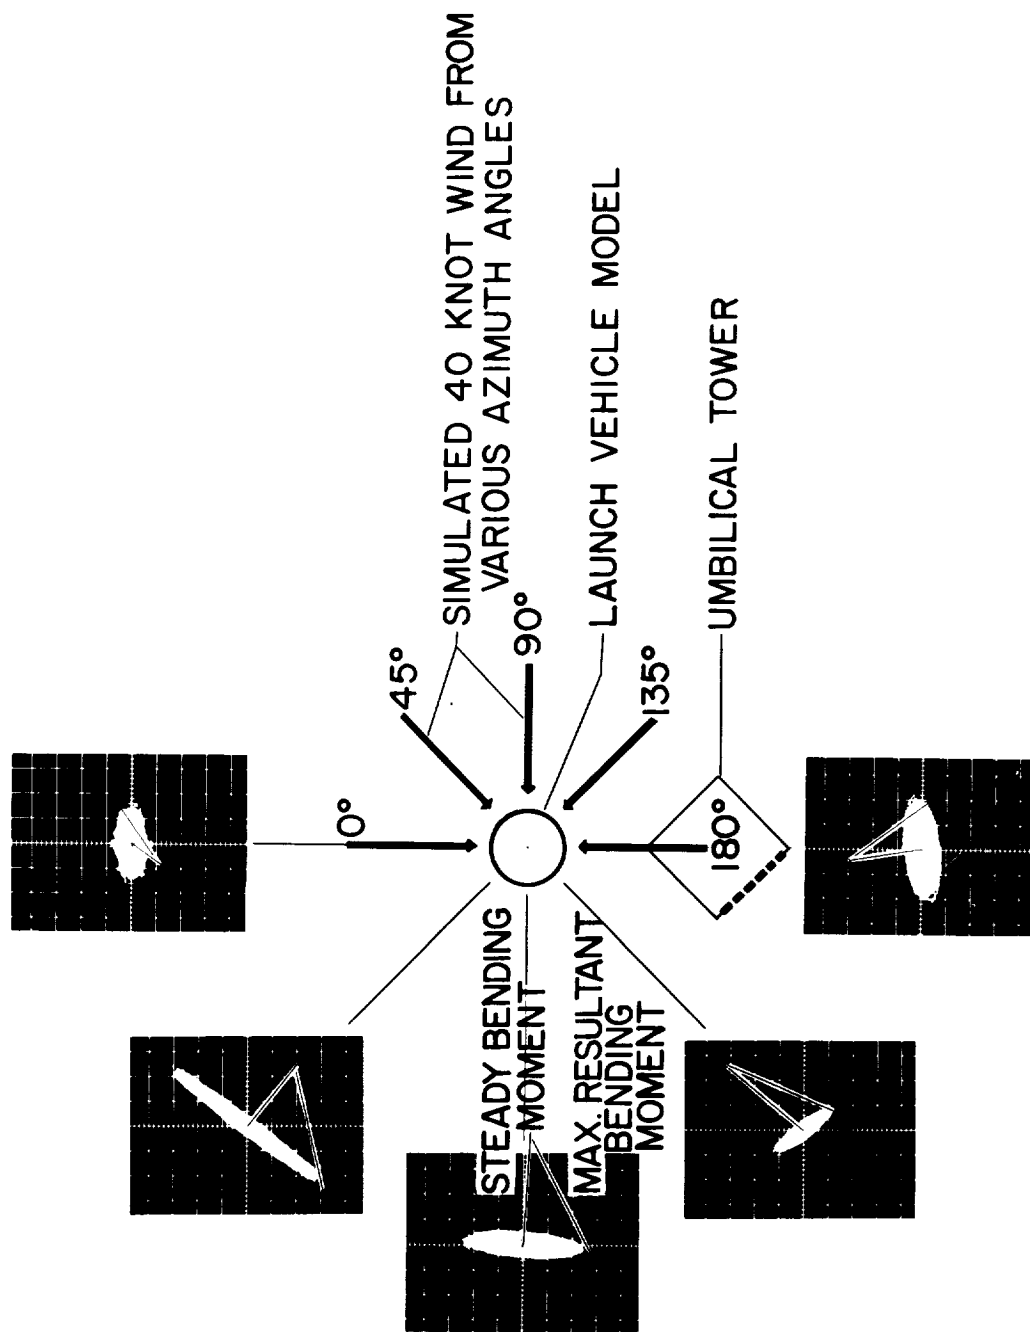 SIMULATED 40 KNOT WIND FROM
VARIOUS AZIMUTH ANGLES
0°
45°
90°
135°
180°
LAUNCH VEHICLE MODEL
UMBILICAL TOWER
STEADY BENDING
MOMENT
MAX. RESULTANT
BENDING
MOMENT